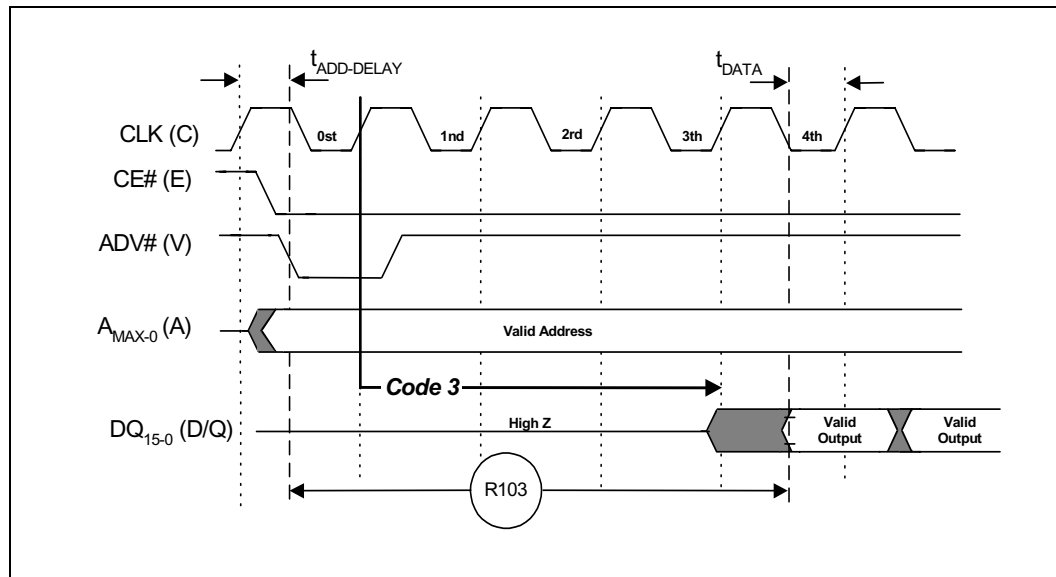 tADD-DELAY
tDATA
CLK (C)
0st
1nd
2rd
3th
4th
CE# (E)
ADV# (V)
AMAX-0 (A)
Valid Address
Code 3
DQ15-0 (D/Q)
High Z
Valid
Output
Valid
Output
R103